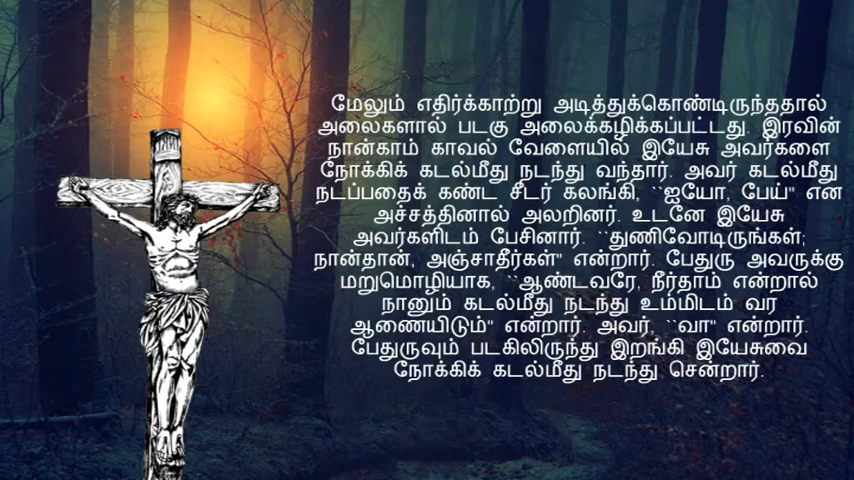 மேலும் எதிர்க்காற்று அடித்துக்கொண்டிருந்ததால்
அலைகளால் படகு அலைக்கழிக்கப்பட்டது. இரவின்
நான்காம் காவல் வேளையில் இயேசு அவர்களை
நோக்கிக் கடல்மீது நடந்து வந்தார். அவர் கடல்மீது
நடப்பதைக் கண்ட சீடர் கலங்கி, ``ஐயோ, பேய்'' என
அச்சத்தினால் அலறினர். உடனே இயேசு
அவர்களிடம் பேசினார். ``துணிவோடிருங்கள்;
நான்தான், அஞ்சாதீர்கள்'' என்றார். பேதுரு அவருக்கு
மறுமொழியாக, ``ஆண்டவரே, நீர்தாம் என்றால்
நானும் கடல்மீது நடந்து உம்மிடம் வர
ஆணையிடும்'' என்றார். அவர், ``வா'' என்றார்.
பேதுருவும் படகிலிருந்து இறங்கி இயேசுவை
நோக்கிக் கடல்மீது நடந்து சென்றார்.